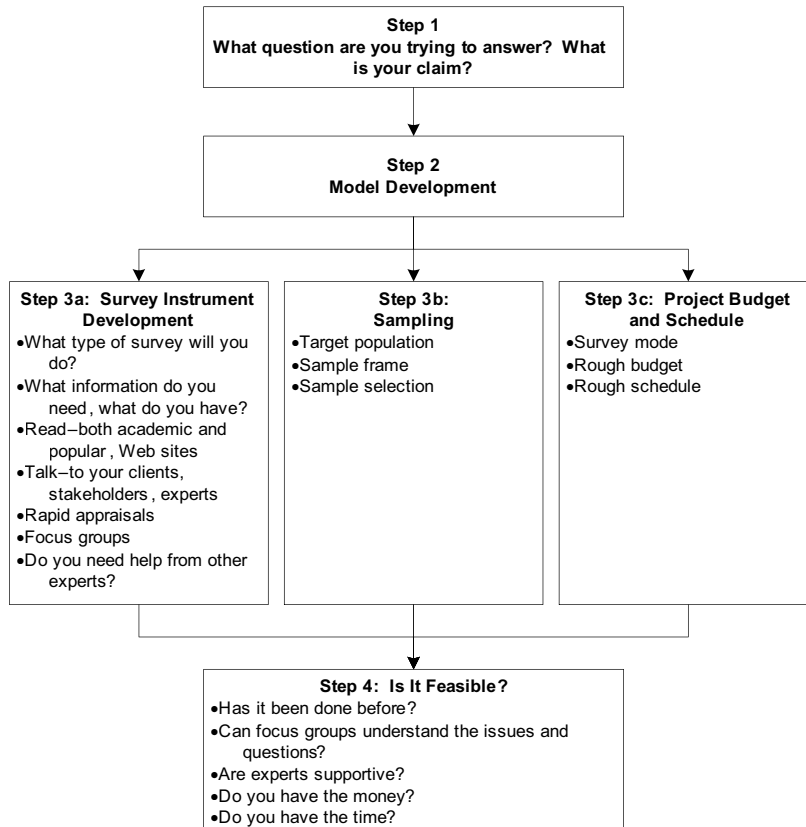 Step 1
What question are you trying to answer?  What
is your claim?
Step 2
Model Development
Step 3a:  Survey Instrument
Development
•What type of survey will you
do?
•What information do you
need, what do you have?
•Read–both academic and
popular, Web sites
•Talk–to your clients,
stakeholders, experts
•Rapid appraisals
•Focus groups
•Do you need help from other
experts?
Step 3b:
Sampling
•Target population
•Sample frame
•Sample selection
Step 3c:  Project Budget
and Schedule
•Survey mode
•Rough budget
•Rough schedule
Step 4:  Is It Feasible?
•Has it been done before?
•Can focus groups understand the issues and
questions?
•Are experts supportive?
•Do you have the money?
•Do you have the time?